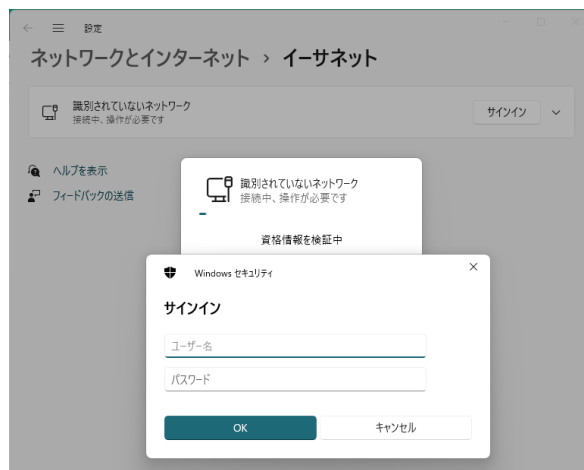 設定
ネットワークとインターネット › イーサネット
識別されていないネットワーク
接続中、操作が必要です
サインイン
ヘルプを表示
フィードバックの送信
識別されていないネットワーク
接続中、操作が必要です
資格情報を検証中
Windows セキュリティ
サインイン
ユーザー名
パスワード
OK
キャンセル